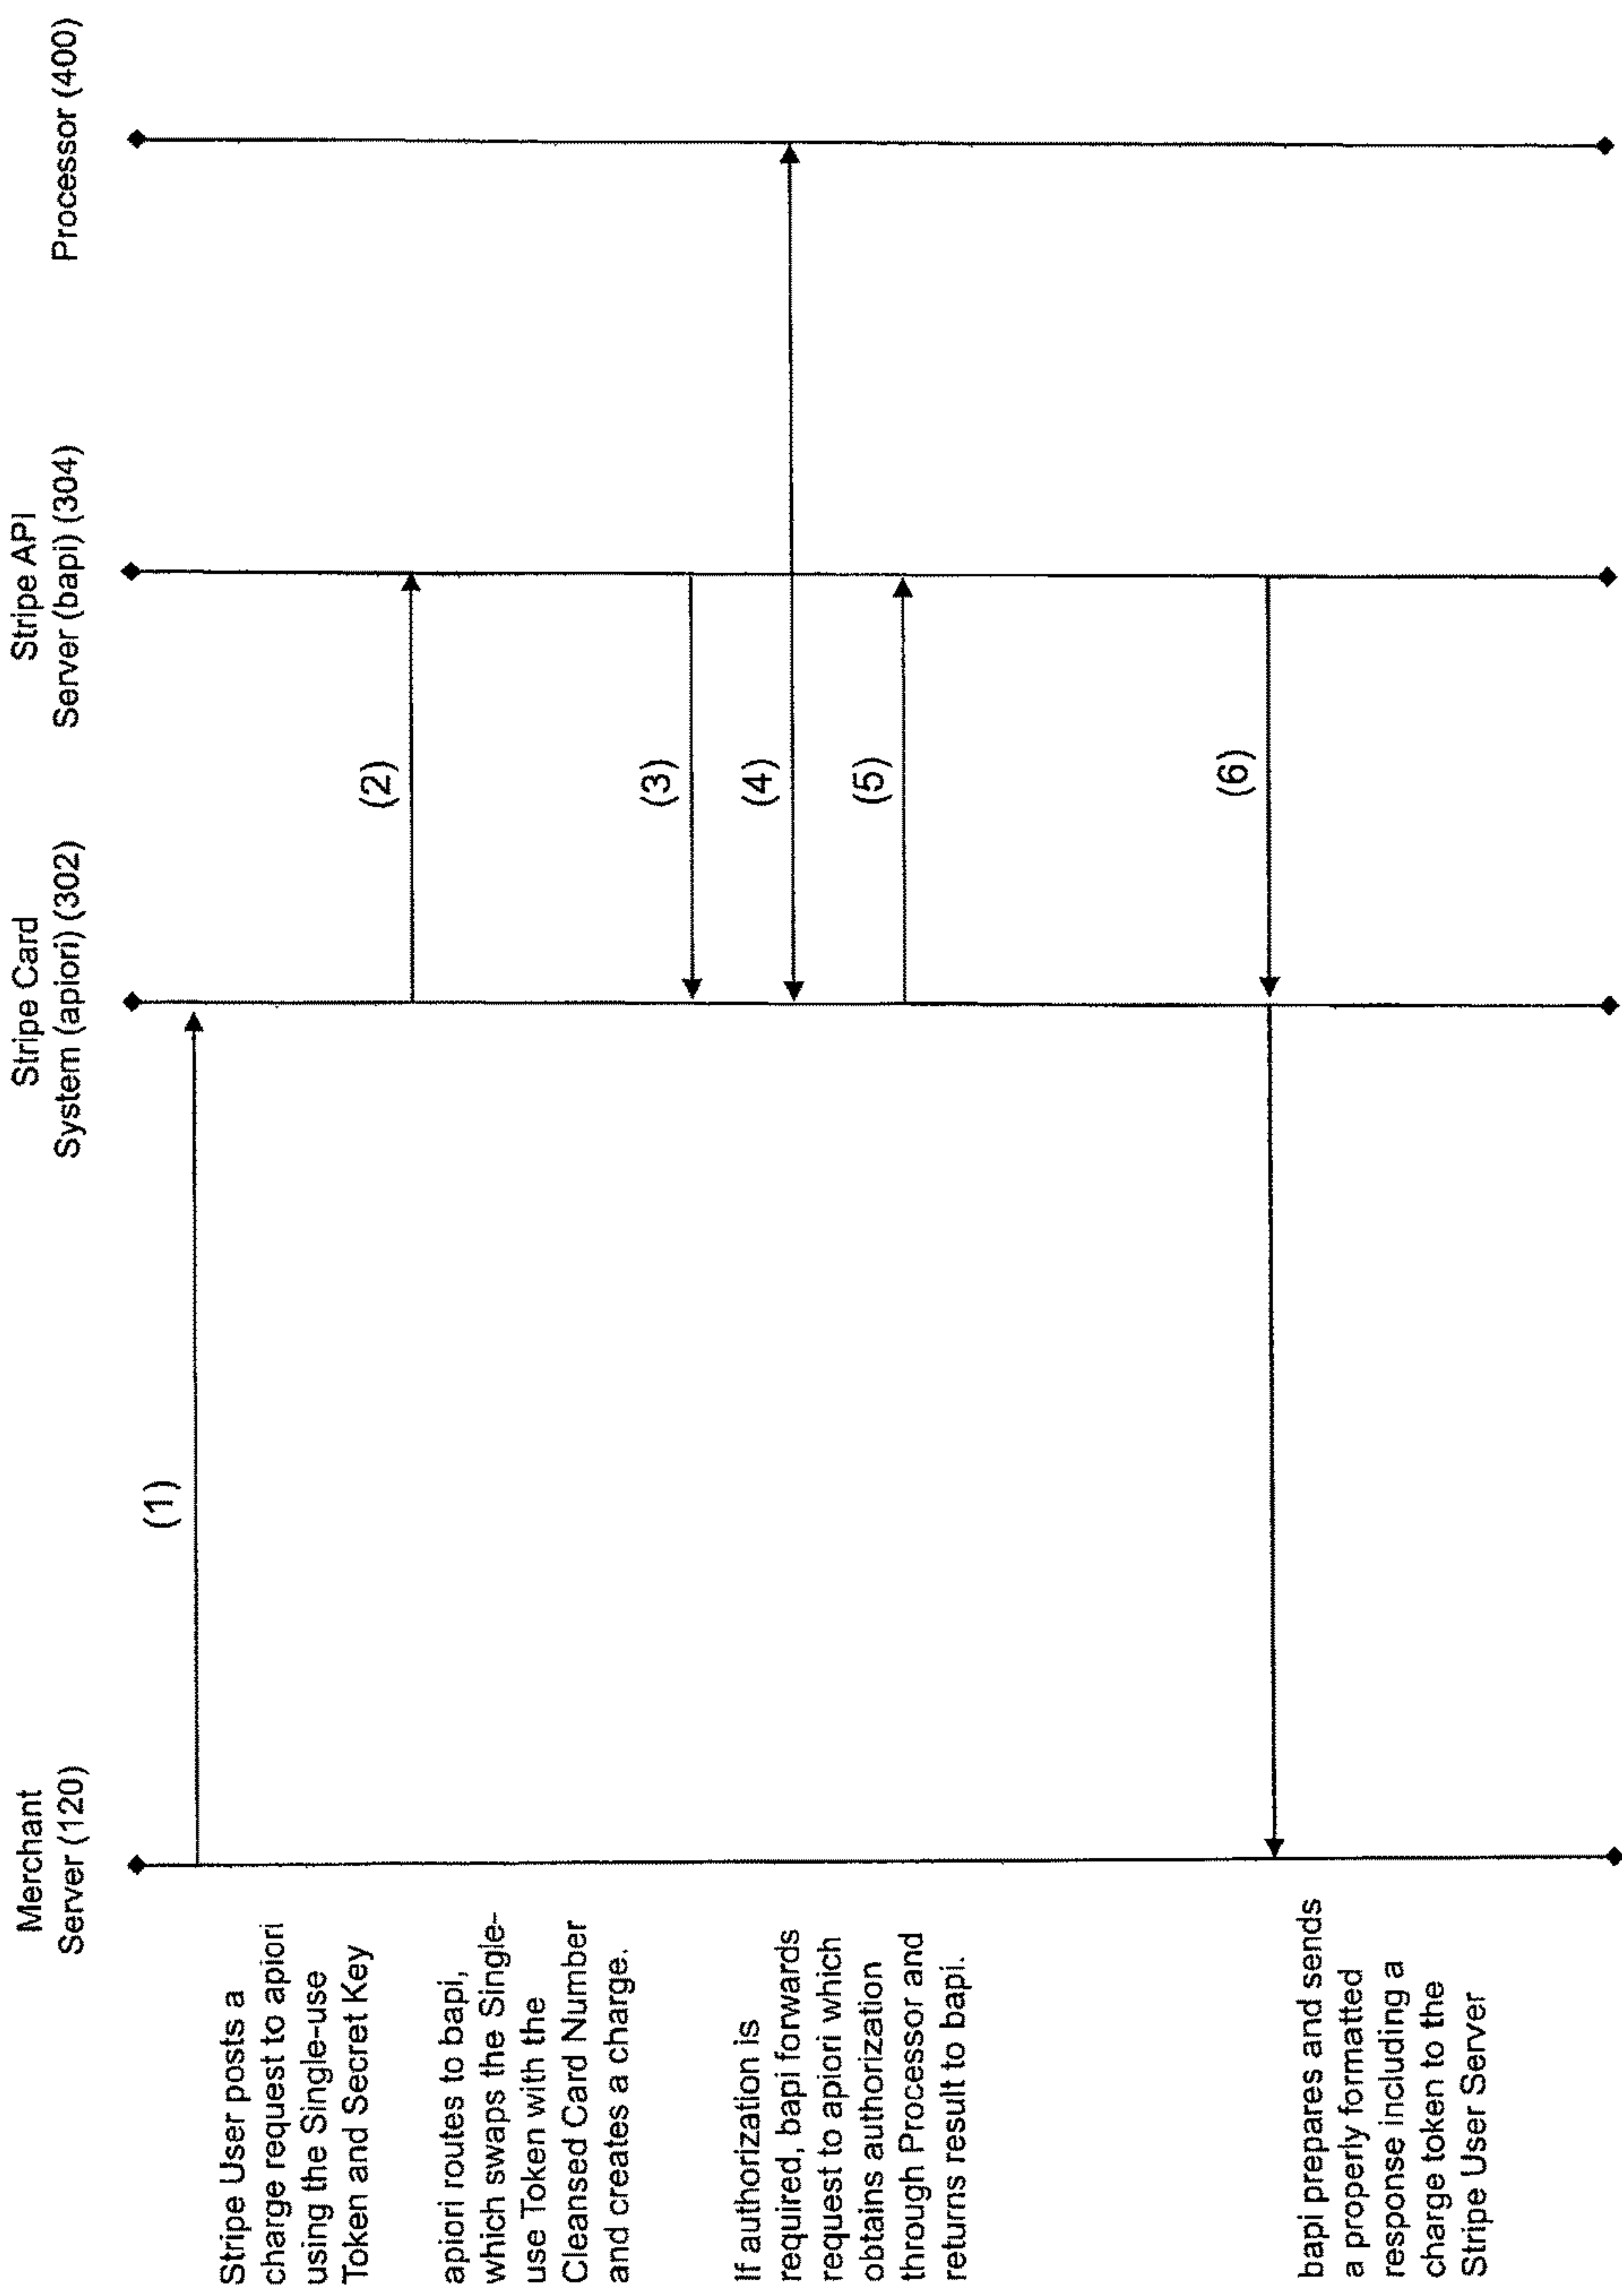 Merchant
Server (120)
Stripe Card
System (apiori) (302)
Stripe API
Server (bapi) (304)
Processor (400)
Stripe User posts a
charge request to apiori
using the Single-use
Token and Secret Key
(1)
apiori routes to bapi,
which swaps the Single-
use Token with the
Cleansed Card Number
and creates a charge.
(2)
If authorization is
required, bapi forwards
request to apiori which
obtains authorization
through Processor and
returns result to bapi.
(3)
(4)
(5)
bapi prepares and sends
a properly formatted
response including a
charge token to the
Stripe User Server
(6)